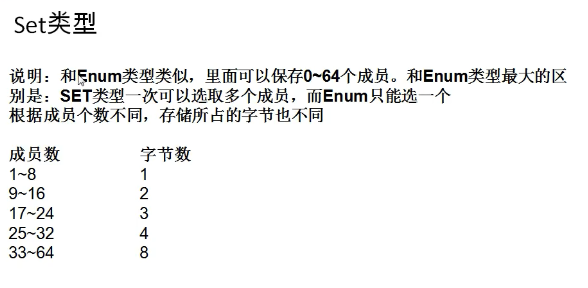 Set类型
说明：和Enum类型类似，里面可以保存0~64个成员。和Enum类型最大的区
别是：SET类型一次可以选取多个成员，而Enum只能选一个
根据成员个数不同，存储所占的字节也不同
成员数 字节数
1~8 1
9~16 2
17~24 3
25~32 4
33~64 8